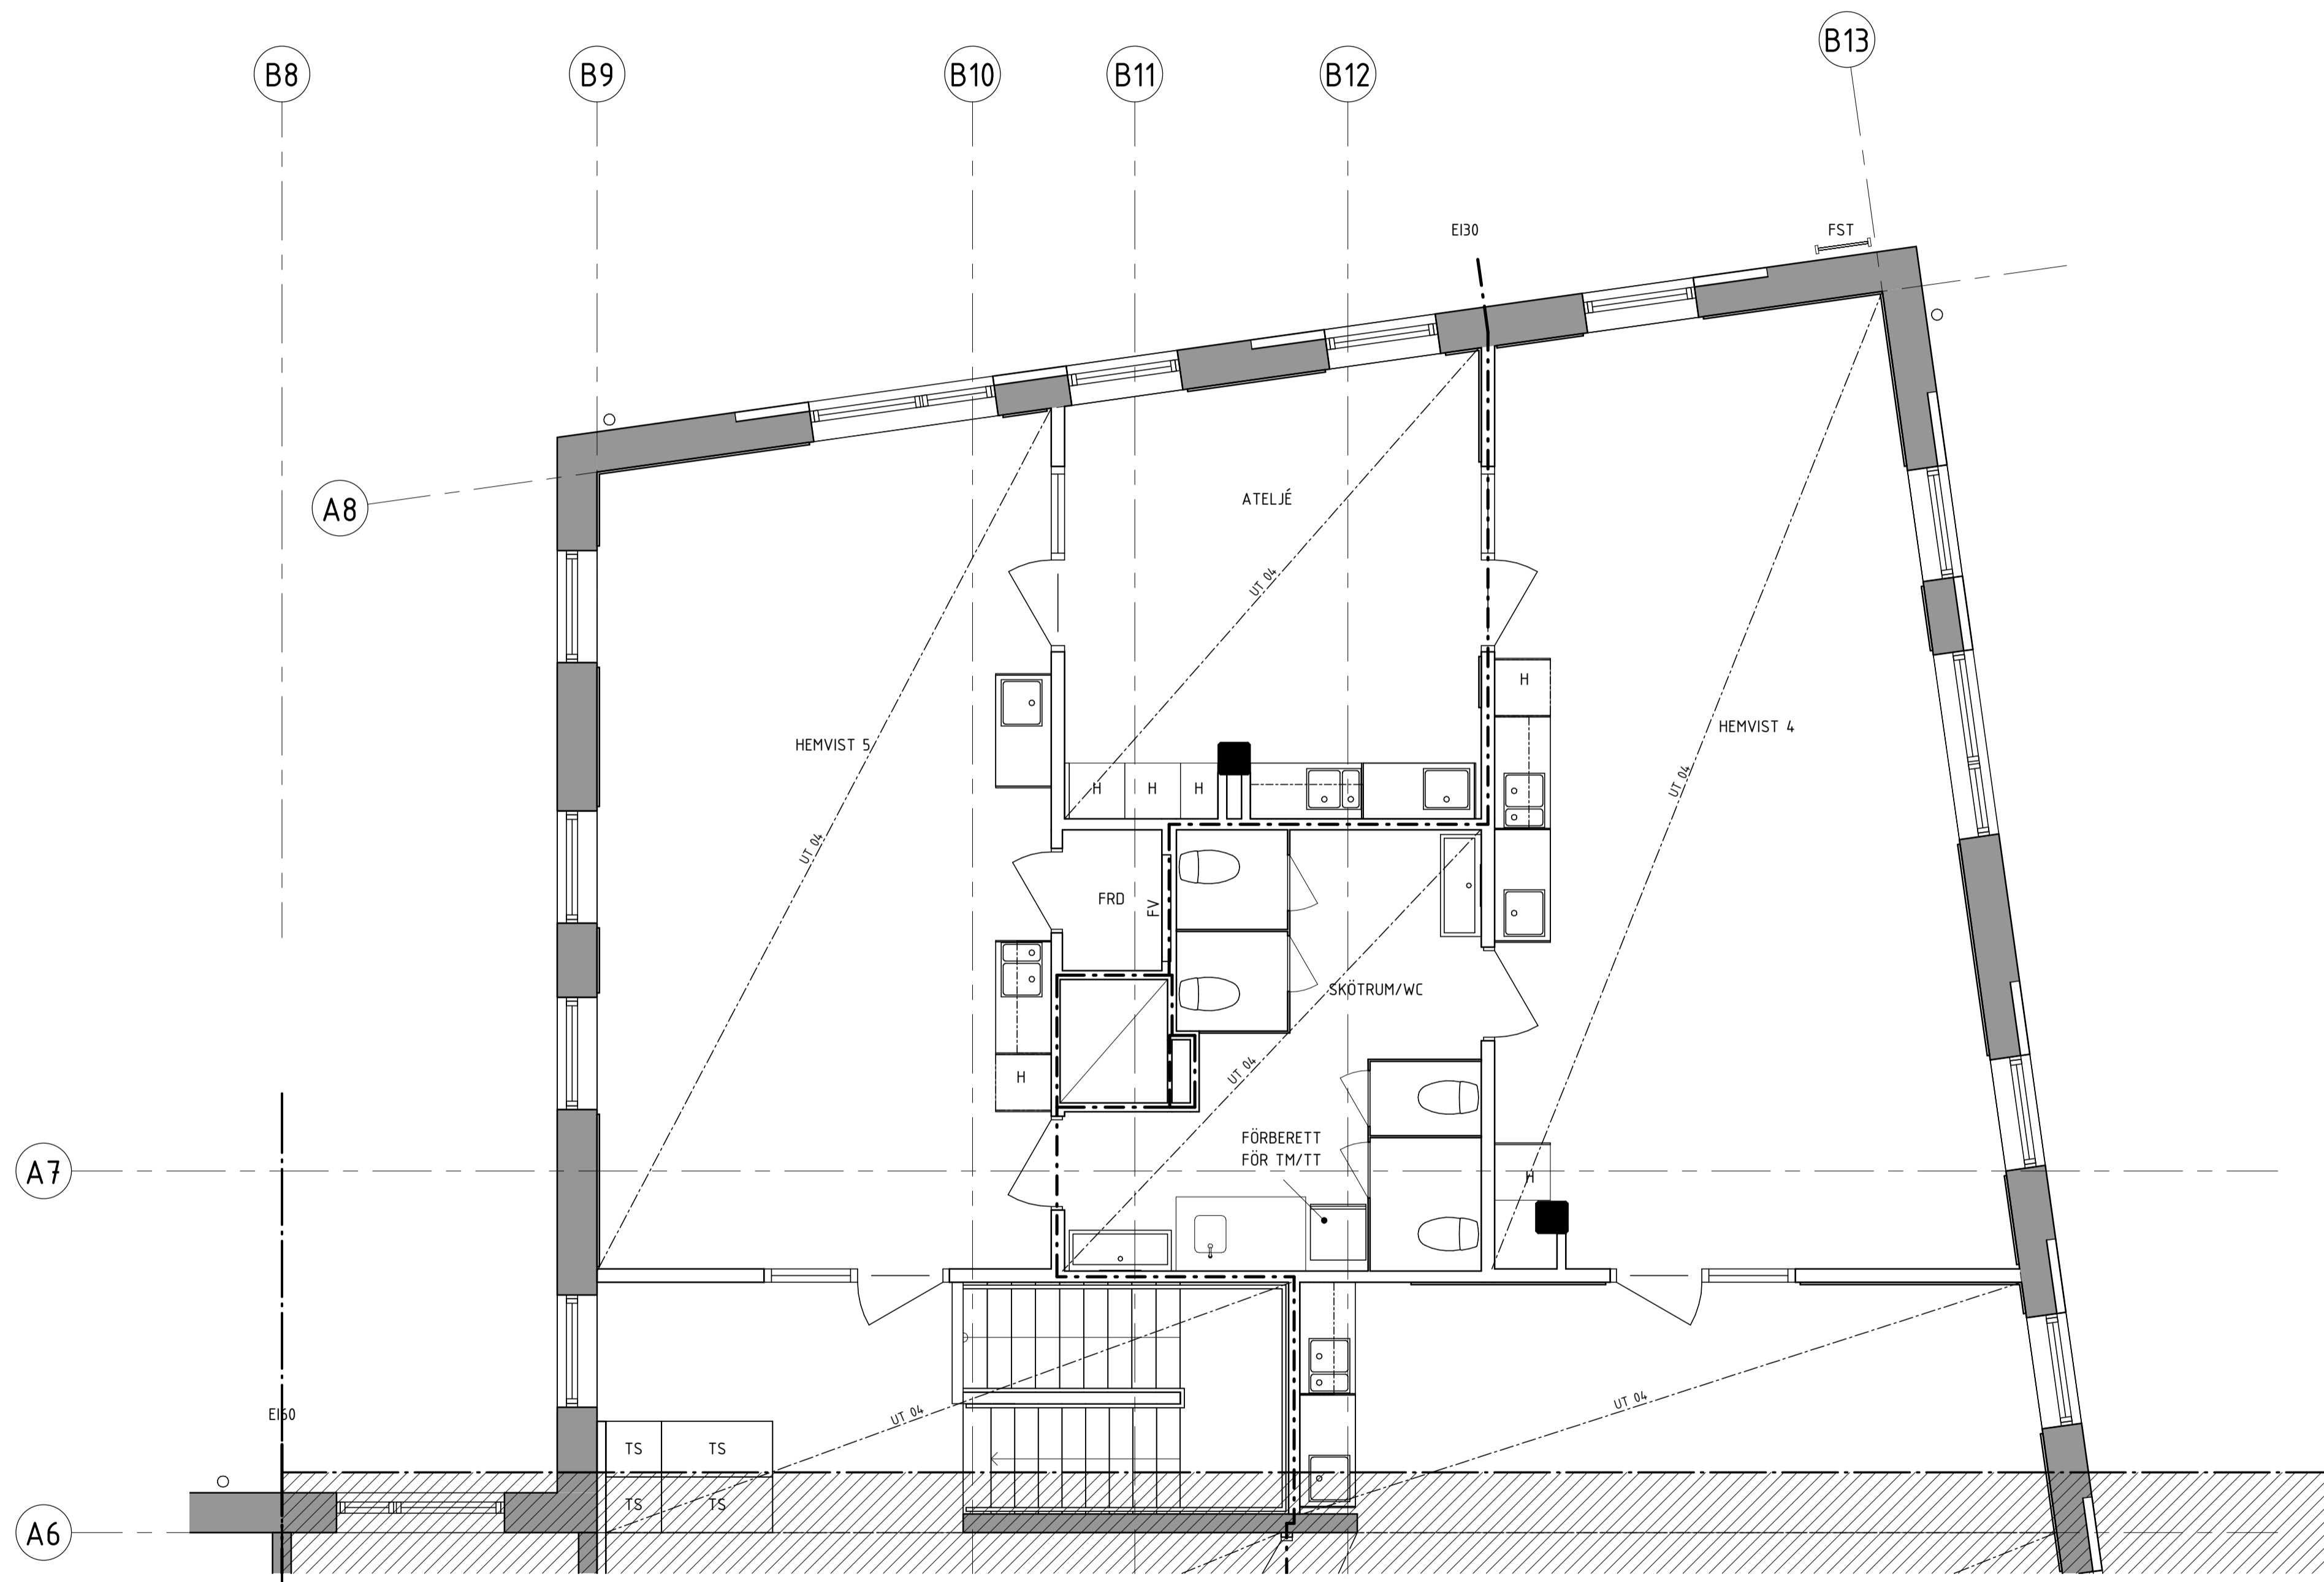 B8
B9
B10
B11
B12
B13
EI30
FST
A8
ATELJÉ
UT 04
H
HEMVIST 4
HEMVIST 5
UT 04
H
H
H
UT 04
FRD
FV
SKÖTRUM/WC
UT 04
H
FÖRBERETT
FÖR TM/TT
A7
H
UT 04
UT 04
EI60
TS
TS
TS
TS
A6